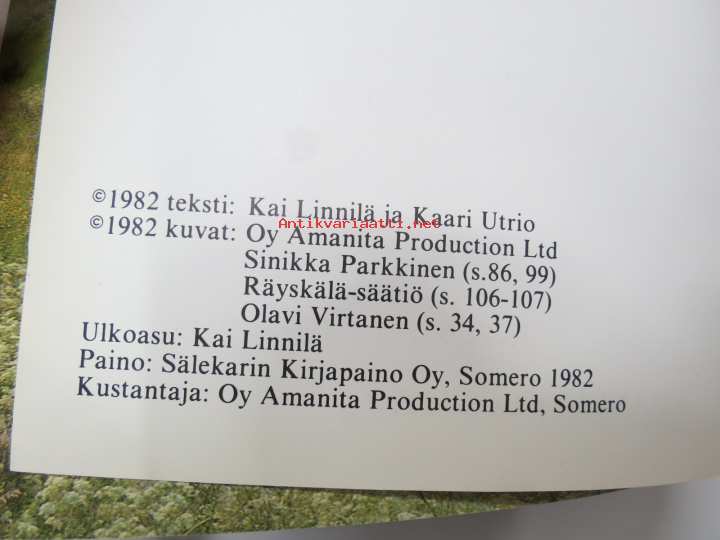 ©1982 teksti: Kai Linnilä ja Kaari Utrio
Antikvariaatti.net
©1982 kuvat: Oy Amanita Production Ltd
Sinikka Parkkinen (s.86, 99)
Räyskälä-säätiö (s. 106-107)
Olavi Virtanen (s. 34, 37)
Ulkoasu: Kai Linnilä
Paino: Sälekarin Kirjapaino Oy, Somero 1982
Kustantaja: Oy Amanita Production Ltd, Somero